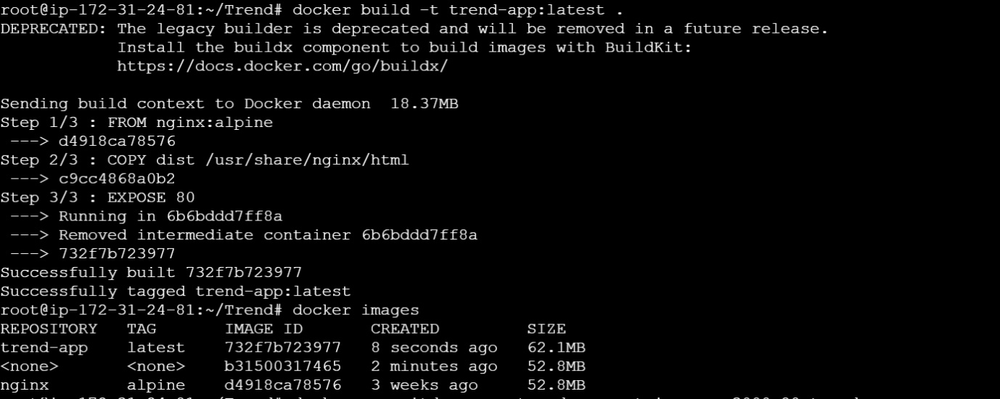 root@ip-172-31-24-81:~/Trend# docker build -t trend-app:latest .
DEPRECATED: The legacy builder is deprecated and will be removed in a future release.
            Install the buildx component to build images with BuildKit:
            https://docs.docker.com/go/buildx/

Sending build context to Docker daemon  18.37MB
Step 1/3 : FROM nginx:alpine
 ---> d4918ca78576
Step 2/3 : COPY dist /usr/share/nginx/html
 ---> c9cc4868a0b2
Step 3/3 : EXPOSE 80
 ---> Running in 6b6bddd7ff8a
 ---> Removed intermediate container 6b6bddd7ff8a
 ---> 732f7b723977
Successfully built 732f7b723977
Successfully tagged trend-app:latest
root@ip-172-31-24-81:~/Trend# docker images
REPOSITORY   TAG       IMAGE ID       CREATED         SIZE
trend-app    latest    732f7b723977   8 seconds ago   62.1MB
<none>       <none>    b31500317465   2 minutes ago   52.8MB
nginx        alpine    d4918ca78576   3 weeks ago     52.8MB